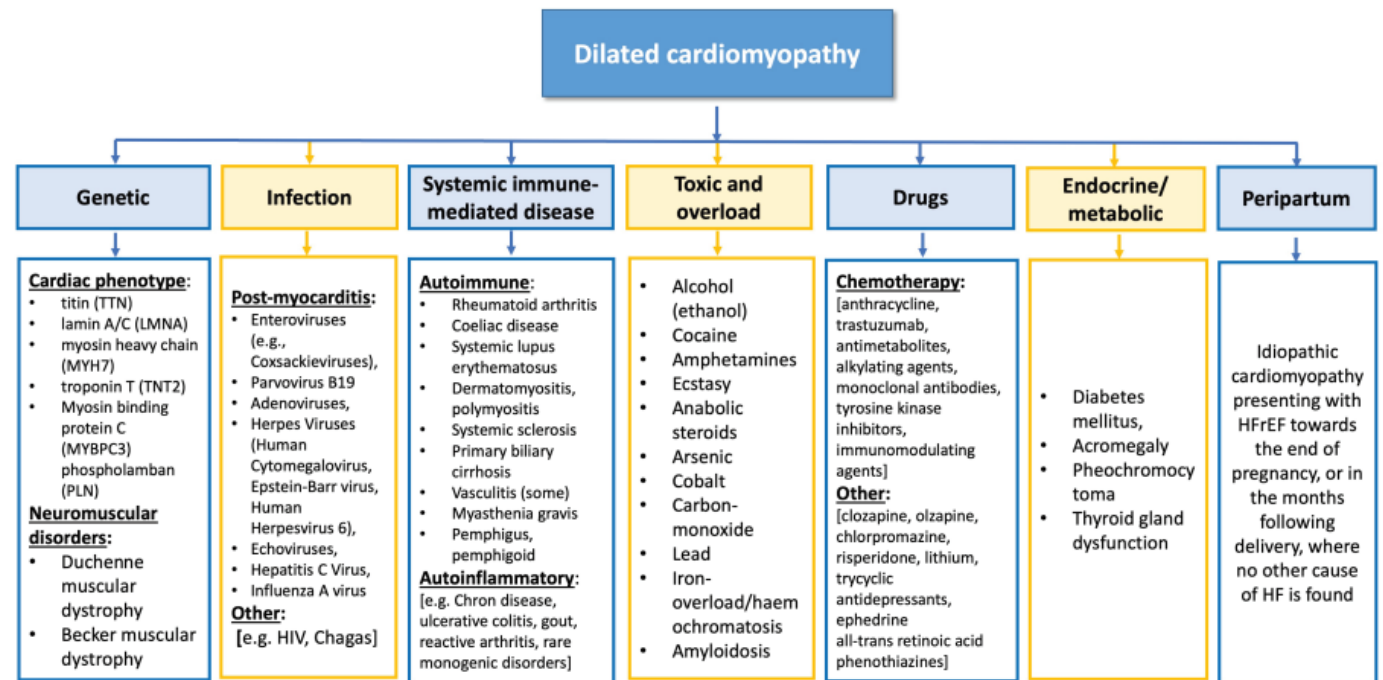 Dilated cardiomyopathy
Genetic
Cardiac phenotype:
• titin (TTN)
• lamin A/C (LMNA)
• myosin heavy chain
(MYH7)
• troponin T (TNT2)
• Myosin binding
protein C
(MYBPC3)
phospholamban
(PLN)
Neuromuscular
disorders:
• Duchenne
muscular
dystrophy
• Becker muscular
dystrophy
Infection
Post-myocarditis:
• Enteroviruses
(e.g.,
Coxsackieviruses),
• Parvovirus B19
• Adenoviruses,
• Herpes Viruses
(Human
Cytomegalovirus,
Epstein-Barr virus,
Human
Herpesvirus 6),
• Echoviruses,
• Hepatitis C Virus,
• Influenza A virus
Other:
[e.g. HIV, Chagas]
Systemic immune-
mediated disease
Autoimmune:
• Rheumatoid arthritis
• Coeliac disease
• Systemic lupus
erythematosus
• Dermatomyositis,
polymyositis
• Systemic sclerosis
• Primary biliary
cirrhosis
• Vasculitis (some)
• Myasthenia gravis
• Pemphigus,
pemphigoid
Autoinflammatory:
[e.g. Chron disease,
ulcerative colitis, gout,
reactive arthritis, rare
monogenic disorders]
Toxic and
overload
• Alcohol
(ethanol)
• Cocaine
• Amphetamines
• Ecstasy
• Anabolic
steroids
• Arsenic
• Cobalt
• Carbon-
monoxide
• Lead
• Iron-
overload/haem
ochromatosis
• Amyloidosis
Drugs
Chemotherapy:
[anthracycline,
trastuzumab,
antimetabolites,
alkylating agents,
monoclonal antibodies,
tyrosine kinase
inhibitors,
immunomodulating
agents]
Other:
[clozapine, olzapine,
chlorpromazine,
risperidone, lithium,
trycyclic
antidepressants,
ephedrine
all-trans retinoic acid
phenothiazines]
Endocrine/
metabolic
• Diabetes
mellitus,
• Acromegaly
• Pheochromocy
toma
• Thyroid gland
dysfunction
Peripartum
Idiopathic
cardiomyopathy
presenting with
HFrEF towards
the end of
pregnancy, or in
the months
following
delivery, where
no other cause
of HF is found